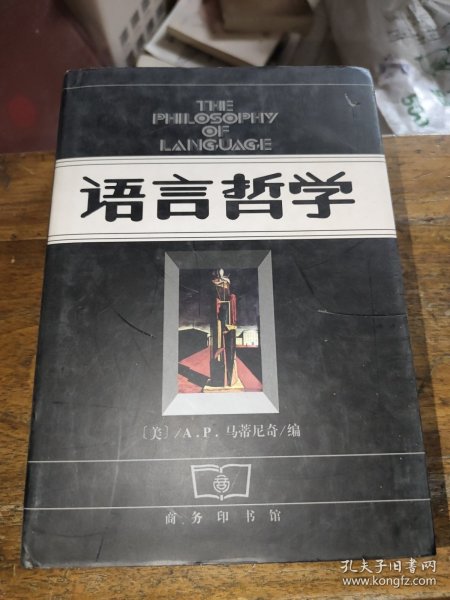 THE
PHILOSOPHY
OF
LANGUAGE
语言哲学
〔美〕/A.P.马蒂尼奇/编
商务印书馆
孔夫子旧书网
www.kongfz.com